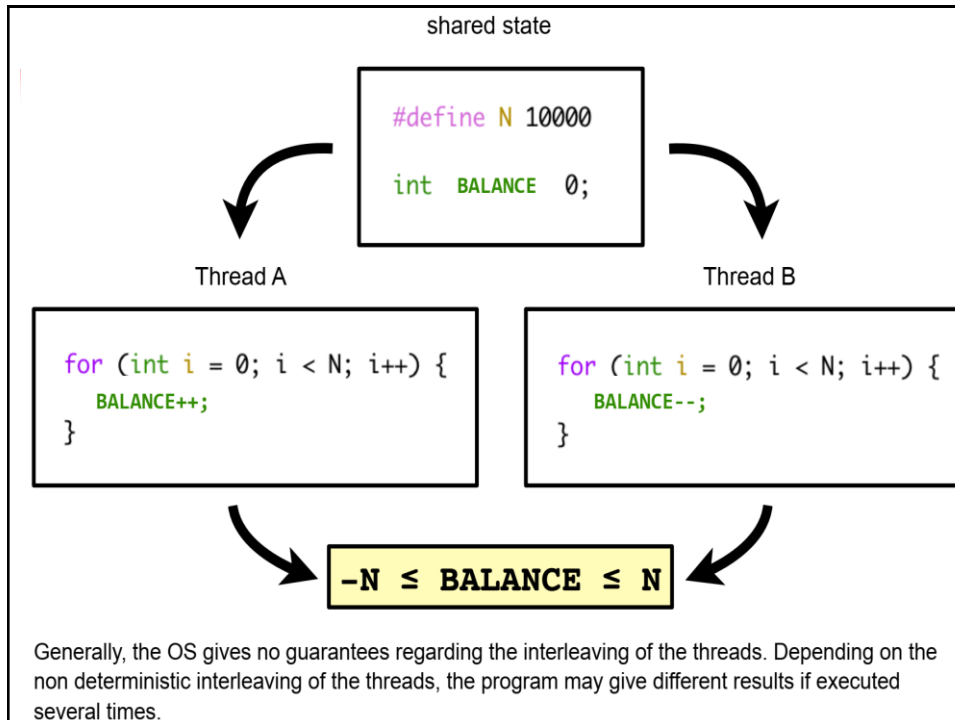 shared state
#define N 10000
int BALANCE 0;
Thread A
Thread B
for (int i = 0; i < N; i++) {
BALANCE++;
}
for (int i = 0; i < N; i++) {
BALANCE--;
}
-N ≤ BALANCE ≤ N
Generally, the OS gives no guarantees regarding the interleaving of the threads. Depending on the
non deterministic interleaving of the threads, the program may give different results if executed
several times.